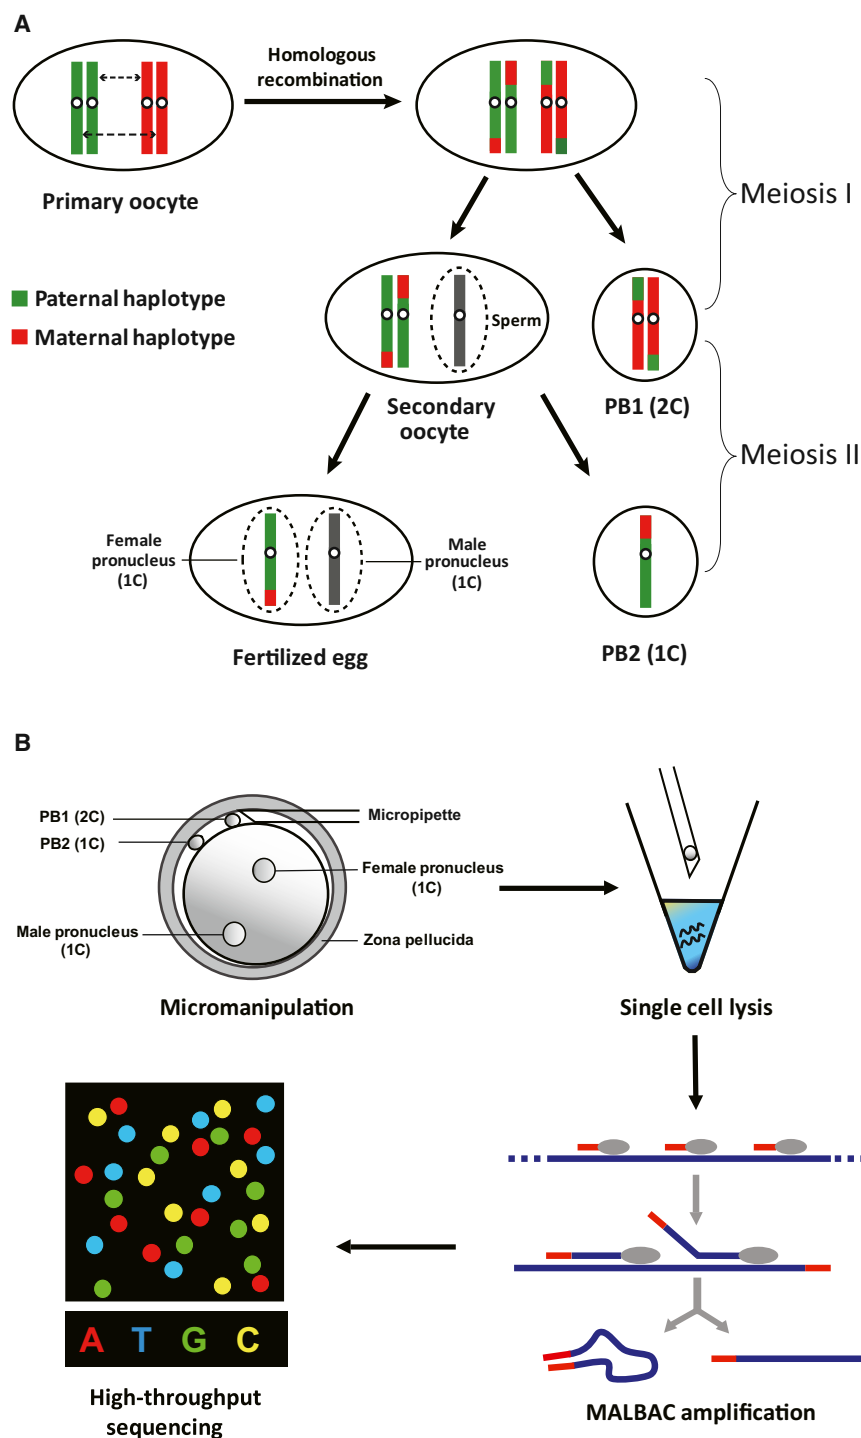 A
Homologous
recombination
Primary oocyte
Meiosis I
Paternal haplotype
Maternal haplotype
Sperm
Secondary
oocyte
PB1 (2C)
Meiosis II
Female
pronucleus
(1C)
Male
pronucleus
(1C)
Fertilized egg
PB2 (1C)
B
PB1 (2C)
PB2 (1C)
Micropipette
Female pronucleus
(1C)
Male pronucleus
(1C)
Zona pellucida
Micromanipulation
Single cell lysis
A T G C
High-throughput
sequencing
MALBAC amplification